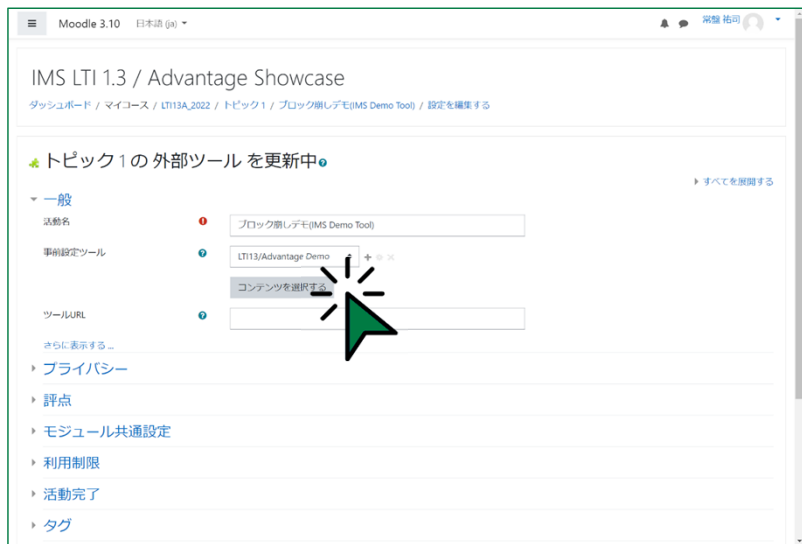 Moodle 3.10 日本語 (ja)
常盤 祐司
IMS LTI 1.3 / Advantage Showcase
ダッシュボード / マイコース / LTI13A_2022 / トピック 1 / ブロック崩しデモ(IMS Demo Tool) / 設定を編集する
トピック 1 の 外部ツール を更新中
すべてを展開する
一般
活動名
ブロック崩しデモ(IMS Demo Tool)
事前設定ツール
LTI13/Advantage Demo
コンテンツを選択する
ツールURL
さらに表示する ...
プライバシー
評点
モジュール共通設定
利用制限
活動完了
タグ